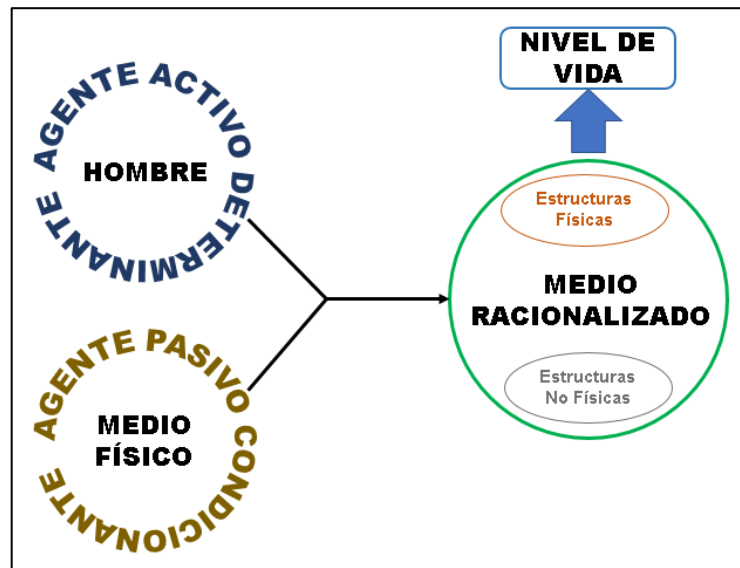 AGENTE ACTIVO DETERMINANTE
HOMBRE
AGENTE PASIVO CONDICIONANTE
MEDIO
FÍSICO
NIVEL DE
VIDA
Estructuras
Físicas
MEDIO
RACIONALIZADO
Estructuras
No Físicas